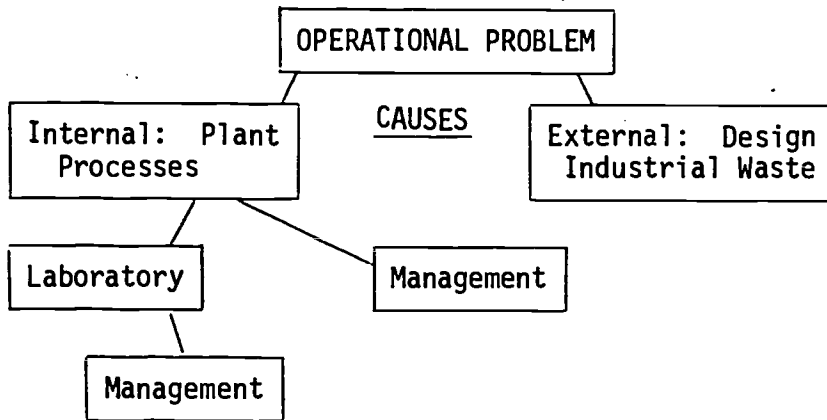 OPERATIONAL PROBLEM
CAUSES
Internal: Plant
Processes
External: Design
Industrial Waste
Laboratory
Management
Management